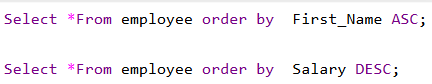 Select *From employee order by  First_Name ASC;
Select *From employee order by  Salary DESC;